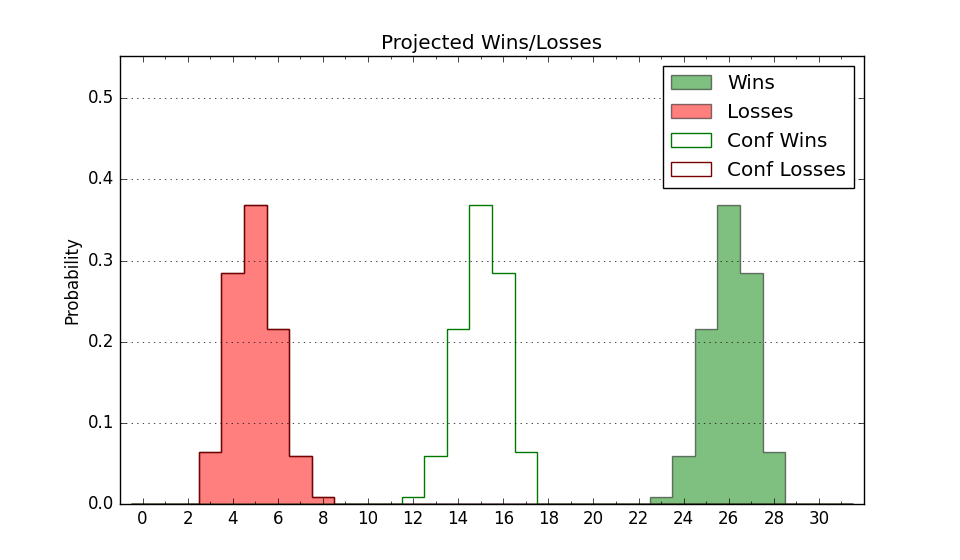 Projected Wins/Losses
Wins
Losses
Conf Wins
Conf Losses
Probability
0.5
0.4
0.3
0.2
0.1
0.0
0 2 4 6 8 10 12 14 16 18 20 22 24 26 28 30